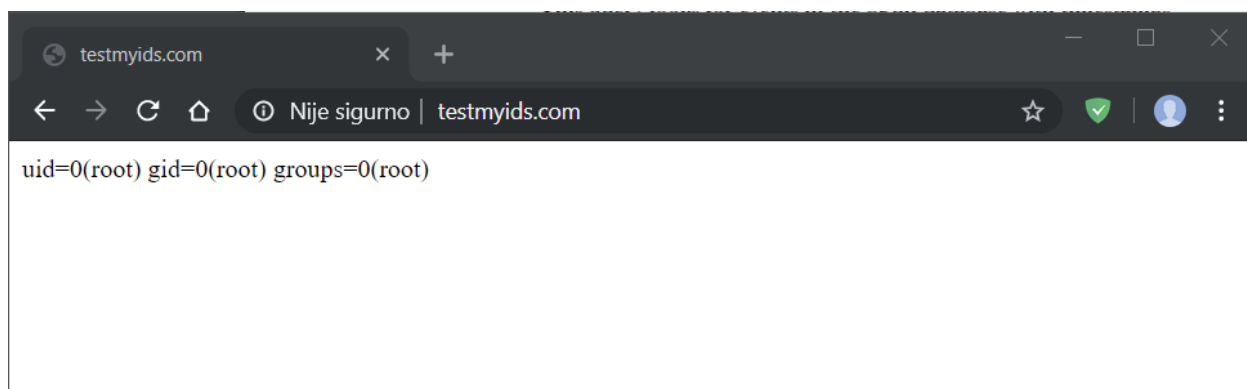 testmyids.com
Nije sigurno | testmyids.com
uid=0(root) gid=0(root) groups=0(root)